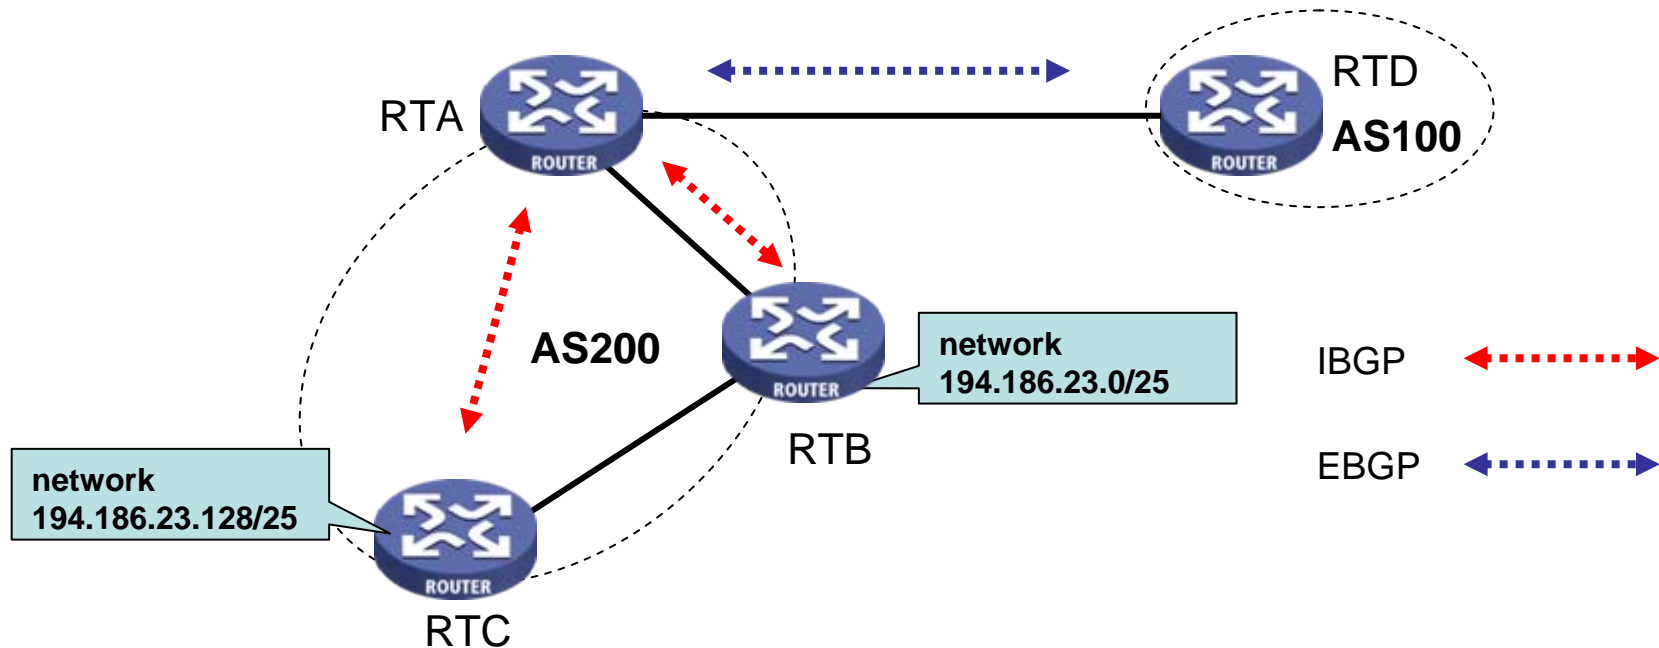 RTA
ROUTER
RTD
AS100
ROUTER
AS200
ROUTER
network
194.186.23.0/25
RTB
IBGP
EBGP
network
194.186.23.128/25
ROUTER
RTC